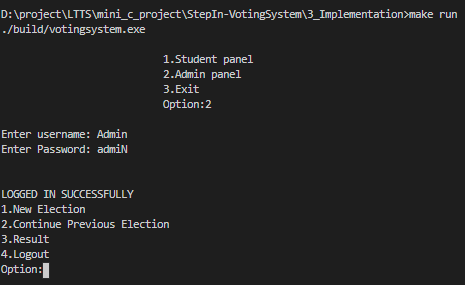 D:\project\LTTS\mini_c_project\StepIn-VotingSystem\3_Implementation>make run
./build/votingsystem.exe
1.Student panel
2.Admin panel
3.Exit
Option:2
Enter username: Admin
Enter Password: admiN
LOGGED IN SUCCESSFULLY
1.New Election
2.Continue Previous Election
3.Result
4.Logout
Option: